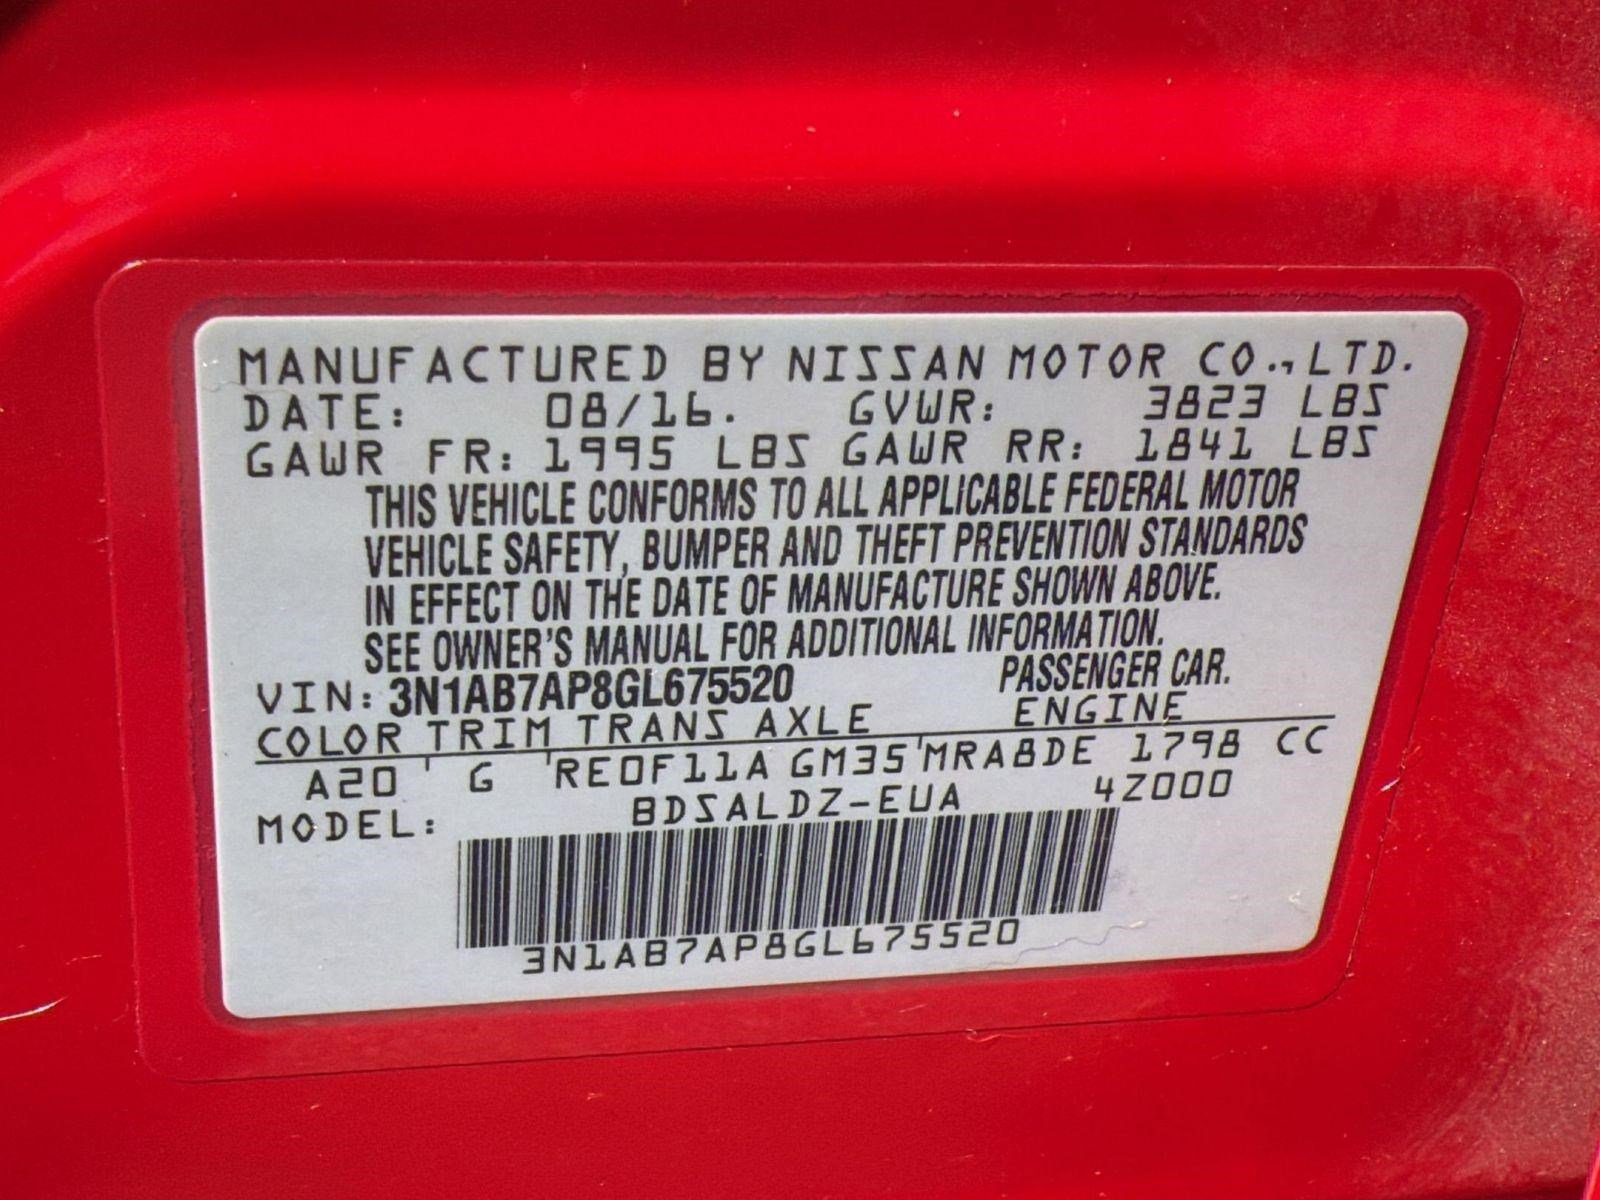 MANUFACTURED BY NISSAN MOTOR CO., LTD.
DATE: 08/16. GVWR: 3823 LBS
GAWR FR: 1995 LBS GAWR RR: 1841 LBS
THIS VEHICLE CONFORMS TO ALL APPLICABLE FEDERAL MOTOR
VEHICLE SAFETY, BUMPER AND THEFT PREVENTION STANDARDS
IN EFFECT ON THE DATE OF MANUFACTURE SHOWN ABOVE.
SEE OWNER'S MANUAL FOR ADDITIONAL INFORMATION.
VIN: 3N1AB7AP8GL675520 PASSENGER CAR.
COLOR TRIM TRANS AXLE ENGINE
A20 ' G 'RE0F11A GM35'MRA8DE 1798 CC
MODEL: BDSALDZ-EUA 4Z000
3N1AB7AP8GL675520